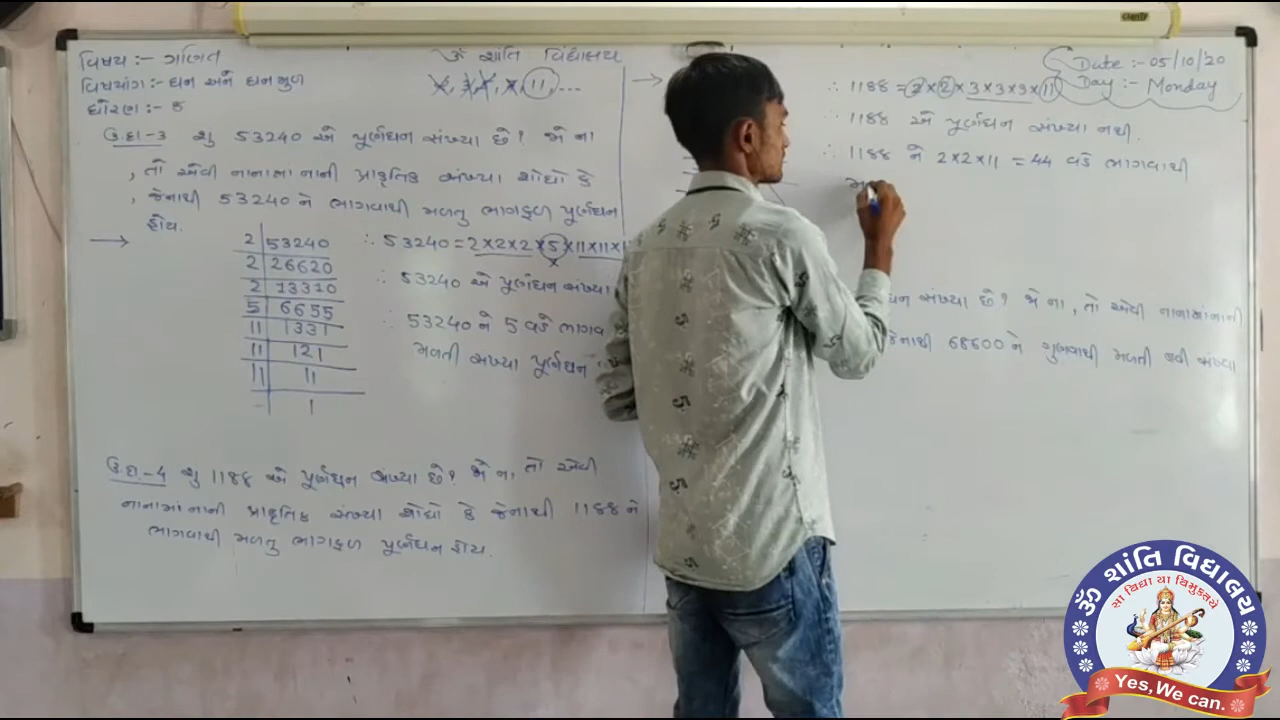 વિષય :- ગણિત
વિષયાંગ :- ઘન અને ઘનમુળ
ધોરણ :- ૮
ૐ શાંતિ વિદ્યાલય
11, ...
Date :- 05/10/20
Day :- Monday
ઉદા-3 શુ 53240 એ પૂર્ણઘન સંખ્યા છે? જો ના
, તો એવી નાનામાં નાની પ્રાકૃતિક સંખ્યા શોધો કે
, જેનાથી 53240 ને ભાગવાથી મળતુ ભાગફળ પૂર્ણઘન
હોય.
2 53240
2 26620
2 13310
5 6655
11 1331
11 121
11 11
1
∴ 53240 = 2×2×2×5×11×11×
∴ 53240 એ પૂર્ણઘન સંખ્યા
∴ 53240 ને 5 વડે ભાગવા
મળતી સંખ્યા પૂર્ણઘન
ઉદા.-4 શુ 1188 એ પૂર્ણઘન સંખ્યા છે? જો ના, તો એવી
નાનામાં નાની પ્રાકૃતિક સંખ્યા શોધો કે જેનાથી 1188 ને
ભાગવાથી મળતુ ભાગફળ પૂર્ણઘન હોય.
∴ 1188 = 2×2×3×3×3×11
∴ 1188 એ પૂર્ણઘન સંખ્યા નથી.
∴ 1188 ને 2×2×11 = 44 વડે ભાગવાથી
મ
ઘન સંખ્યા છે? જો ના, તો એવી નાનામાં નાની
જેનાથી 68600 ને ગુણવાથી મળતી નવી સંખ્યા
ૐ શાંતિ વિદ્યાલય
સા વિદ્યા યા વિમુક્તયે
Yes, We can.